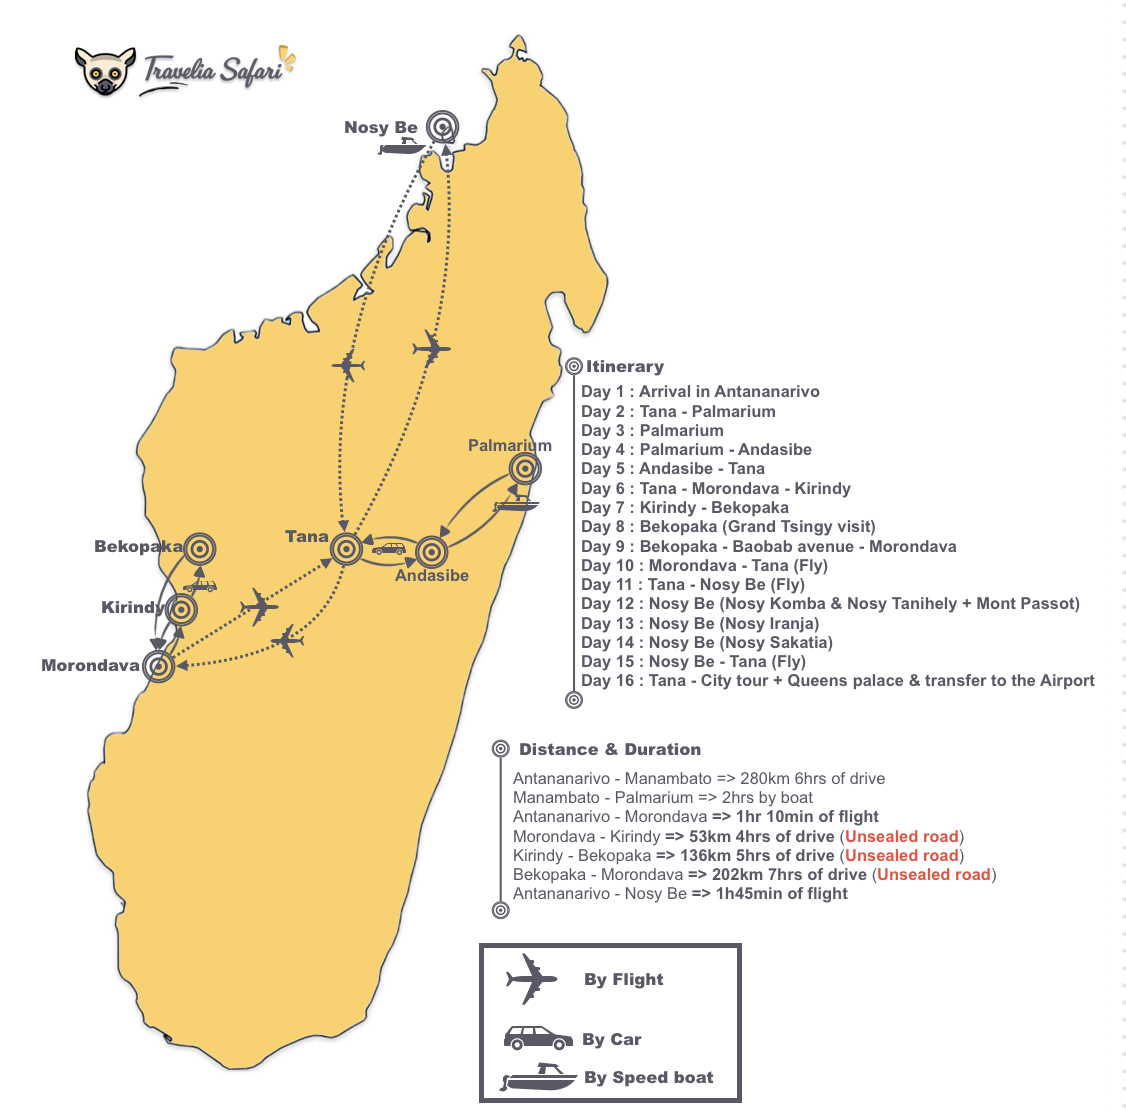 Travelia Safari
Nosy Be
Palmarium
Tana
Andasibe
Bekopaka
Kirindy
Morondava
Itinerary
Day 1 : Arrival in Antananarivo
Day 2 : Tana - Palmarium
Day 3 : Palmarium
Day 4 : Palmarium - Andasibe
Day 5 : Andasibe - Tana
Day 6 : Tana - Morondava - Kirindy
Day 7 : Kirindy - Bekopaka
Day 8 : Bekopaka (Grand Tsingy visit)
Day 9 : Bekopaka - Baobab avenue - Morondava
Day 10 : Morondava - Tana (Fly)
Day 11 : Tana - Nosy Be (Fly)
Day 12 : Nosy Be (Nosy Komba & Nosy Tanihely + Mont Passot)
Day 13 : Nosy Be (Nosy Iranja)
Day 14 : Nosy Be (Nosy Sakatia)
Day 15 : Nosy Be - Tana (Fly)
Day 16 : Tana - City tour + Queens palace & transfer to the Airport
Distance & Duration
Antananarivo - Manambato => 280km 6hrs of drive
Manambato - Palmarium => 2hrs by boat
Antananarivo - Morondava => 1hr 10min of flight
Morondava - Kirindy => 53km 4hrs of drive (Unsealed road)
Kirindy - Bekopaka => 136km 5hrs of drive (Unsealed road)
Bekopaka - Morondava => 202km 7hrs of drive (Unsealed road)
Antananarivo - Nosy Be => 1h45min of flight
By Flight
By Car
By Speed boat